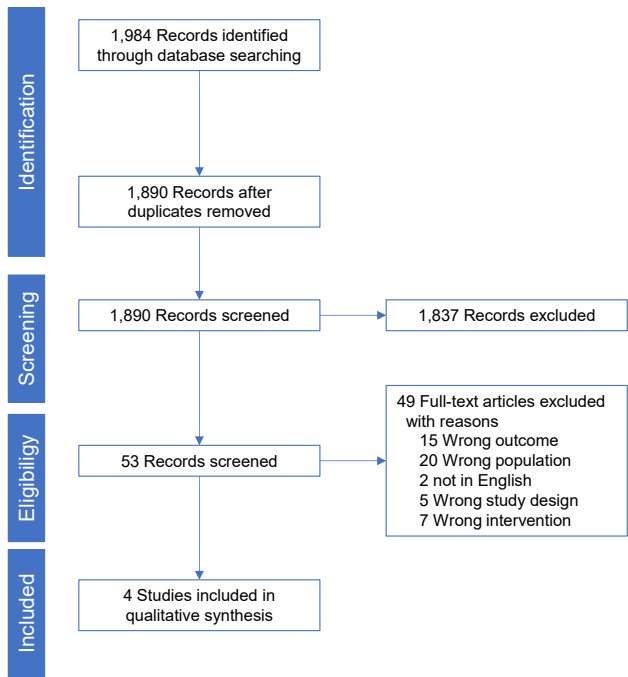 Identification
1,984 Records identified
through database searching
1,890 Records after
duplicates removed
Screening
1,890 Records screened
1,837 Records excluded
Eligibiligy
53 Records screened
49 Full-text articles excluded
with reasons
15 Wrong outcome
20 Wrong population
2 not in English
5 Wrong study design
7 Wrong intervention
Included
4 Studies included in
qualitative synthesis